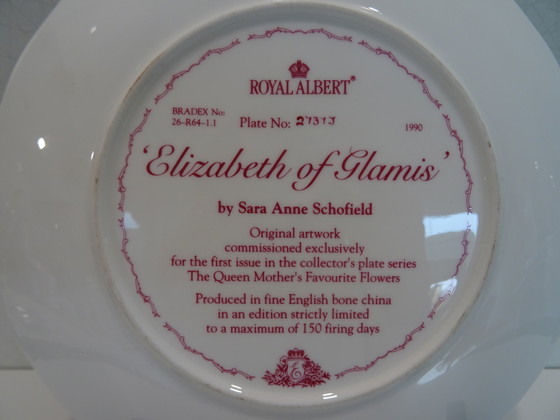 ROYAL ALBERT®
BRADEX No:
26-R64-1.1
Plate No:
1990
'Elizabeth of Glamis'
by Sara Anne Schofield
Original artwork
commissioned exclusively
for the first issue in the collector's plate series
The Queen Mother's Favourite Flowers
Produced in fine English bone china
in an edition strictly limited
to a maximum of 150 firing days